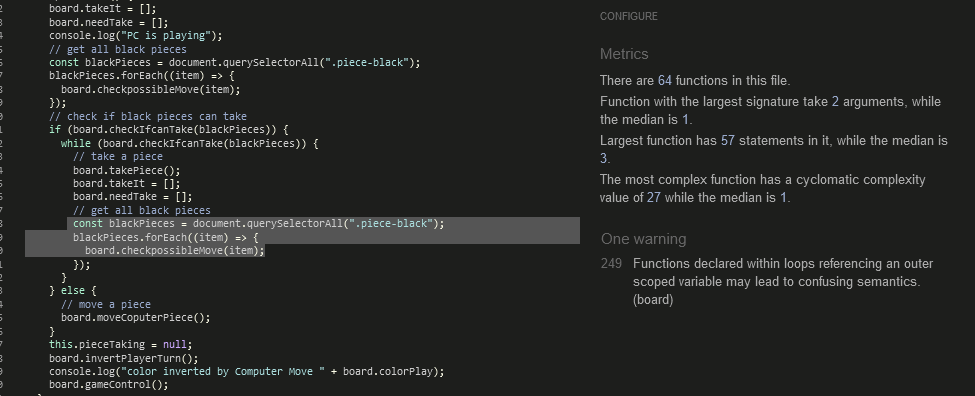 board.takeIt = [];
board.needTake = [];
console.log("PC is playing");
// get all black pieces
const blackPieces = document.querySelectorAll(".piece-black");
blackPieces.forEach((item) => {
board.checkpossibleMove(item);
});
// check if black pieces can take
if (board.checkIfcanTake(blackPieces)) {
while (board.checkIfcanTake(blackPieces)) {
// take a piece
board.takePiece();
board.takeIt = [];
board.needTake = [];
// get all black pieces
const blackPieces = document.querySelectorAll(".piece-black");
blackPieces.forEach((item) => {
board.checkpossibleMove(item);
});
}
} else {
// move a piece
board.moveCoputerPiece();
}
this.pieceTaking = null;
board.invertPlayerTurn();
console.log("color inverted by Computer Move " + board.colorPlay);
board.gameControl();
CONFIGURE
Metrics
There are 64 functions in this file.
Function with the largest signature take 2 arguments, while
the median is 1.
Largest function has 57 statements in it, while the median is
3.
The most complex function has a cyclomatic complexity
value of 27 while the median is 1.
One warning
249 Functions declared within loops referencing an outer
scoped variable may lead to confusing semantics.
(board)